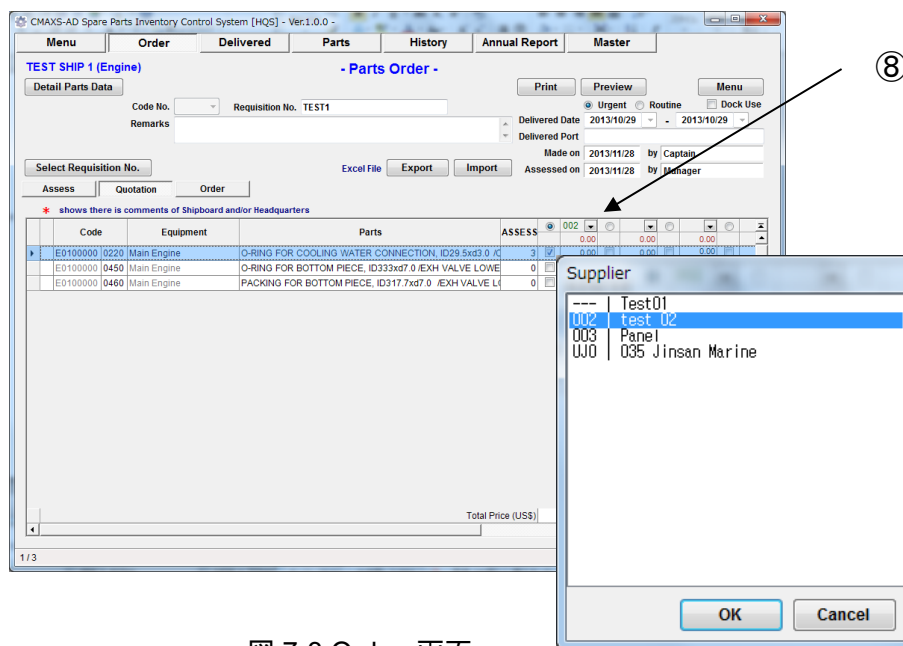 CMAXS-AD Spare Parts Inventory Control System [HQS] - Ver.1.0.0 -
Menu Order Delivered Parts History Annual Report Master
⑧
TEST SHIP 1 (Engine) - Parts Order -
Detail Parts Data Print Preview Menu
Urgent Routine Dock Use
Code No. Requisition No. TEST1
Remarks
Delivered Date 2013/10/29 - 2013/10/29
Delivered Port
Made on 2013/11/28 by Captain
Select Requisition No. Excel File Export Import Assessed on 2013/11/28 by Manager
Assess Quotation Order
* shows there is comments of Shipboard and/or Headquarters
Code Equipment Parts ASSESS 002
0.00 0.00 0.00
E0100000 0220 Main Engine O-RING FOR COOLING WATER CONNECTION, ID29.5xd3.0 /C 3 0.00 0.00 0.00
E0100000 0450 Main Engine O-RING FOR BOTTOM PIECE, ID333xd7.0 /EXH VALVE LOWE 0
E0100000 0460 Main Engine PACKING FOR BOTTOM PIECE, ID317.7xd7.0 /EXH VALVE L 0
Total Price (US$)
1 / 3
Supplier
--- | Test01
002 | test 02
003 | Panel
UJO | 035 Jinsan Marine
OK Cancel